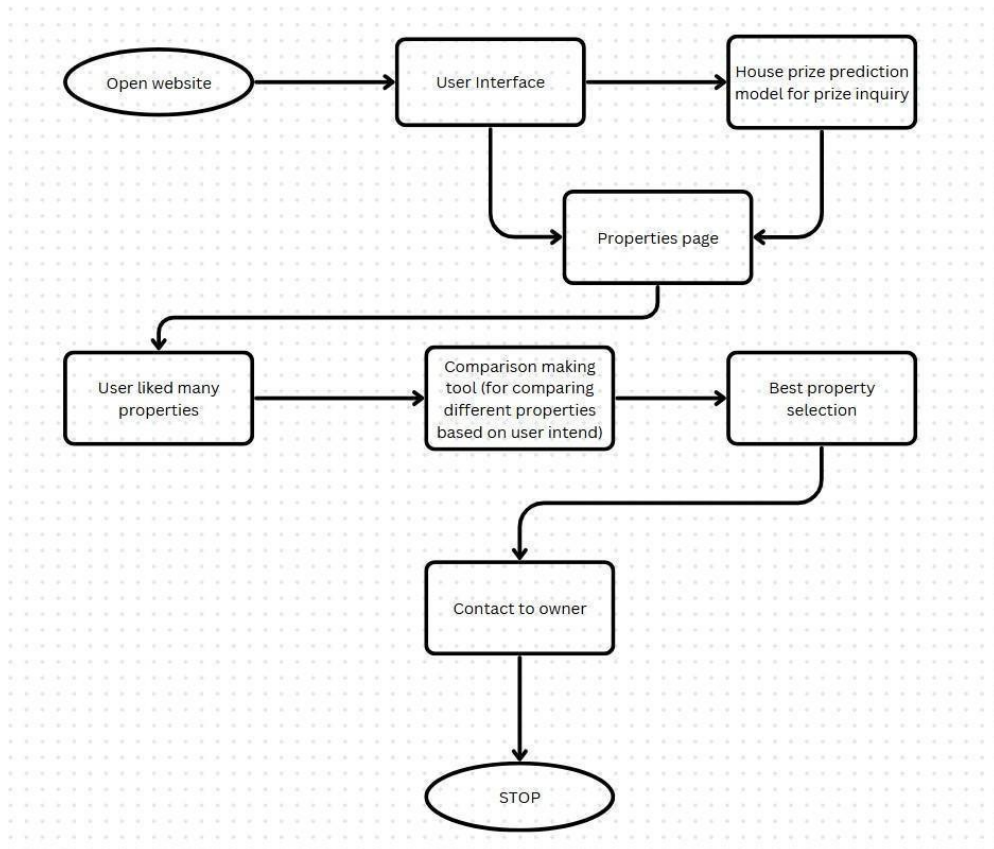 Open website
User Interface
House prize prediction
model for prize inquiry
Properties page
User liked many
properties
Comparison making
tool (for comparing
different properties
based on user intend)
Best property
selection
Contact to owner
STOP